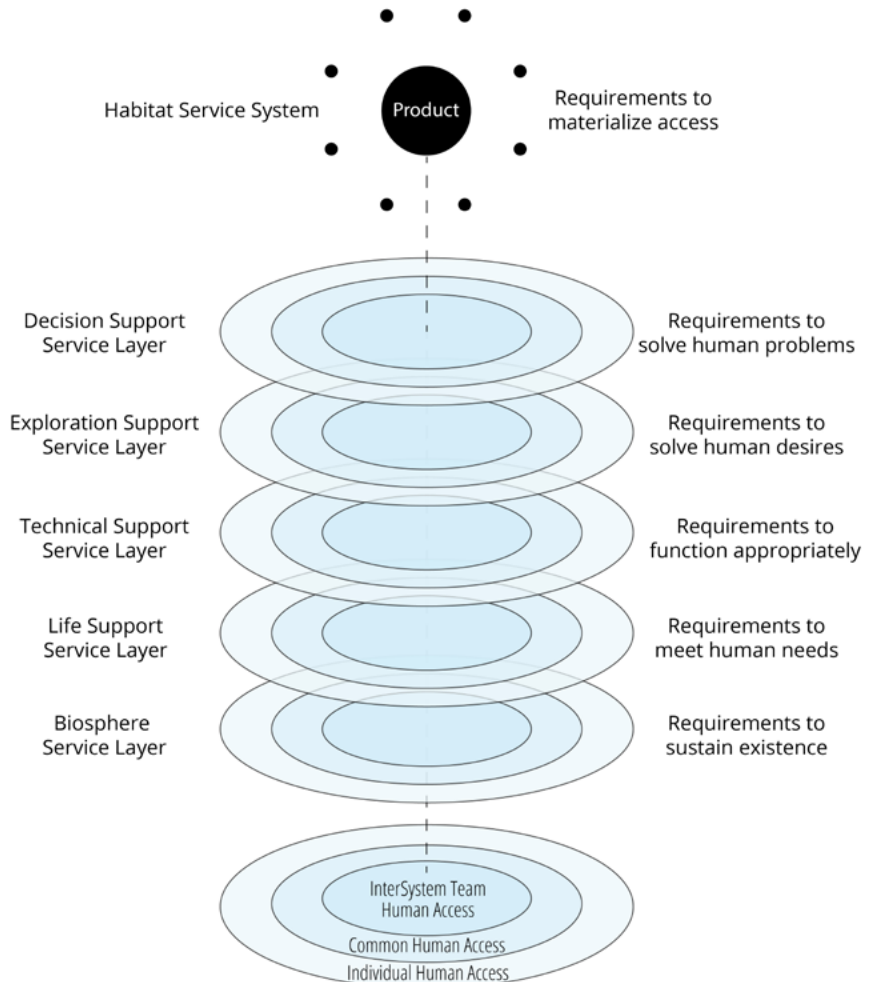 Habitat Service System
Product
Requirements to
materialize access
Decision Support
Service Layer
Requirements to
solve human problems
Exploration Support
Service Layer
Requirements to
solve human desires
Technical Support
Service Layer
Requirements to
function appropriately
Life Support
Service Layer
Requirements to
meet human needs
Biosphere
Service Layer
Requirements to
sustain existence
InterSystem Team
Human Access
Common Human Access
Individual Human Access